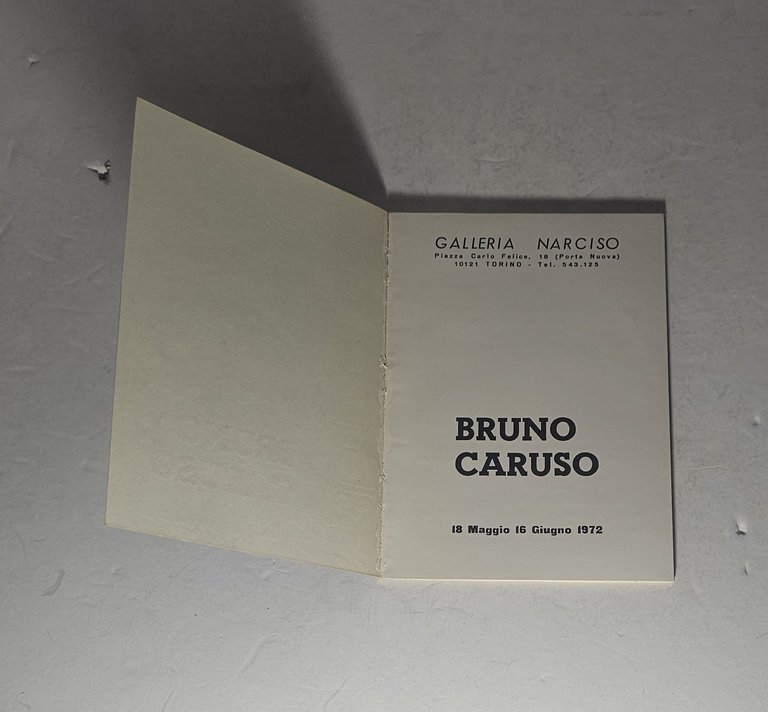 GALLERIA NARCISO
Piazza Carlo Felice, 18 (Porta Nuova)
10121 TORINO - Tel. 543.125
BRUNO
CARUSO
18 Maggio 16 Giugno 1972